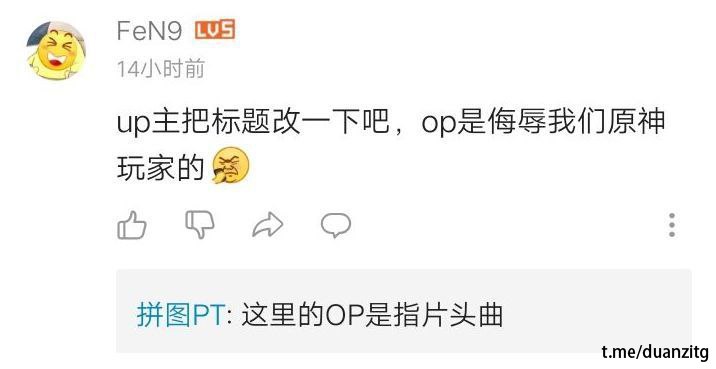 FeN9 LV5
14小时前
up主把标题改一下吧，op是侮辱我们原神
玩家的
拼图PT: 这里的OP是指片头曲
t.me/duanzitg